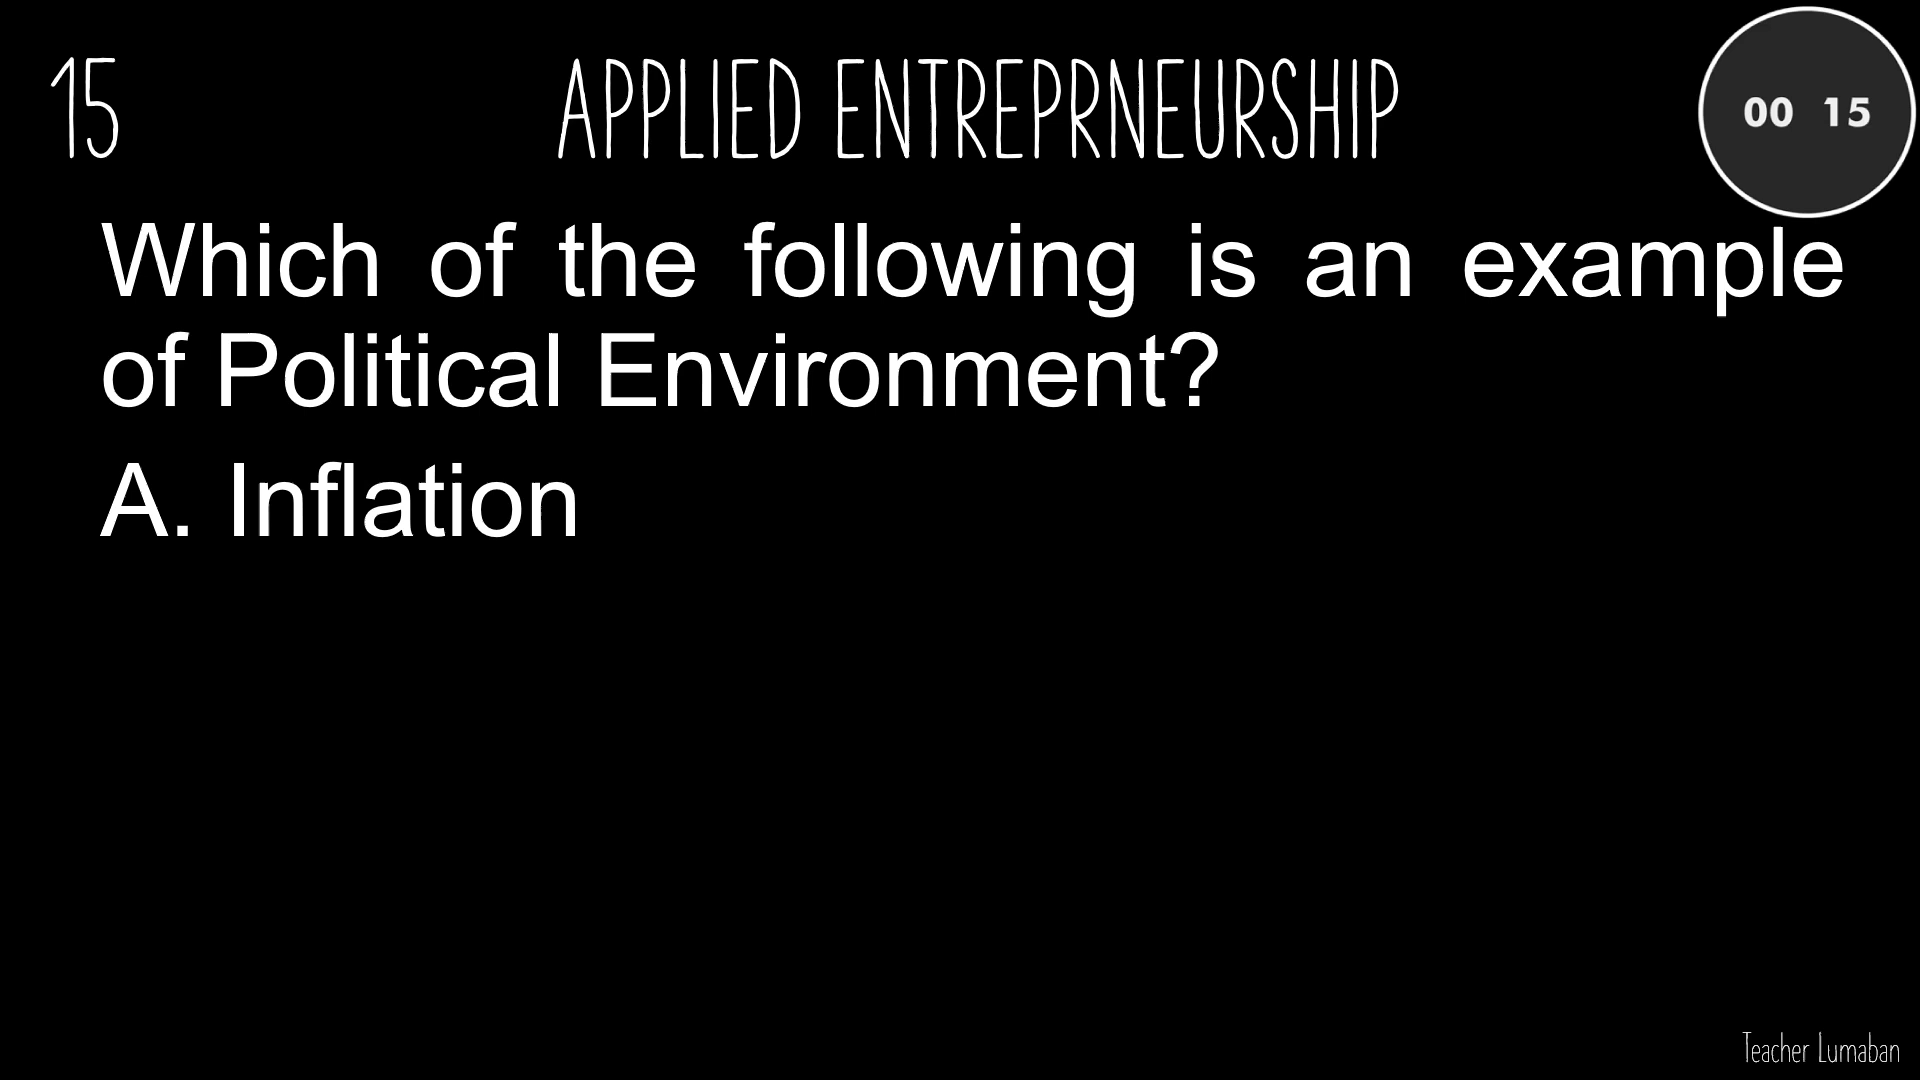 15
APPLIED ENTREPRNEURSHIP
00 15
Which of the following is an example
of Political Environment?
A. Inflation
Teacher Lumaban